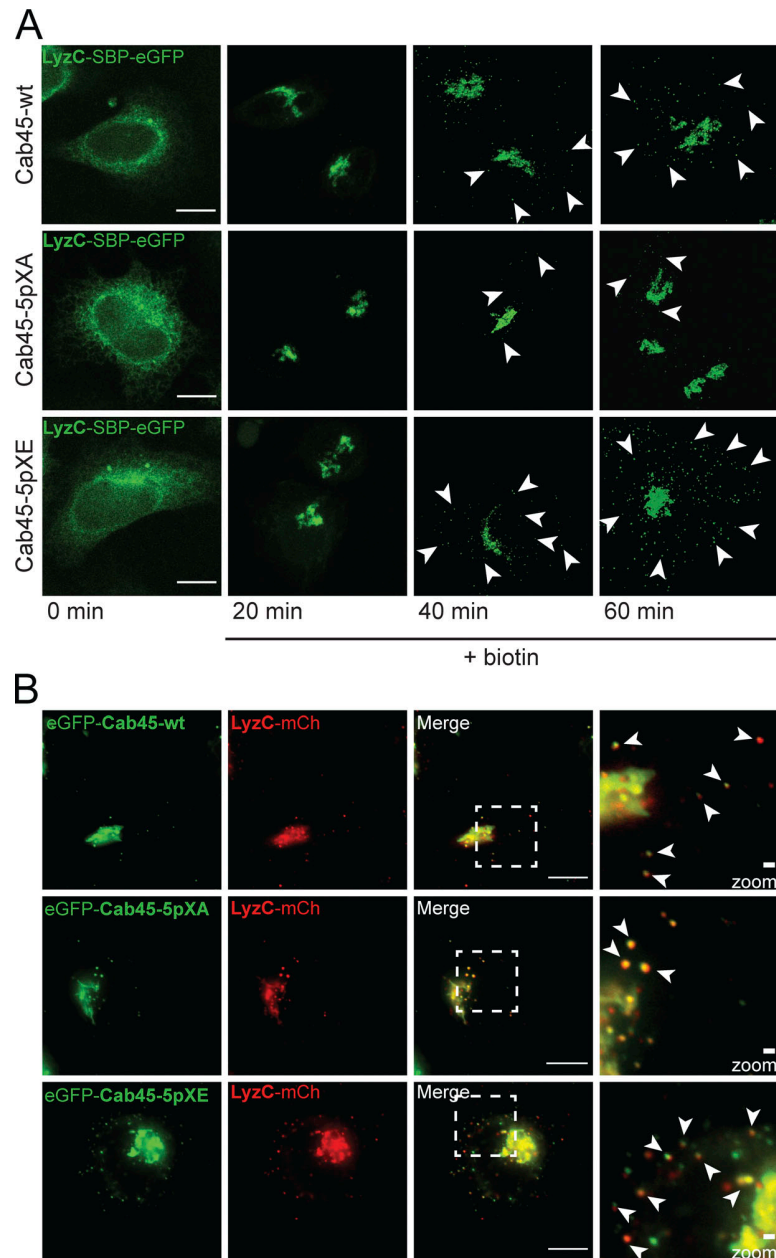 A
Cab45-wt
LyzC-SBP-eGFP
Cab45-5pXA
LyzC-SBP-eGFP
Cab45-5pXE
LyzC-SBP-eGFP
0 min
20 min
40 min
60 min
+ biotin
B
eGFP-Cab45-wt
LyzC-mCh
Merge
zoom
eGFP-Cab45-5pXA
LyzC-mCh
Merge
zoom
eGFP-Cab45-5pXE
LyzC-mCh
Merge
zoom